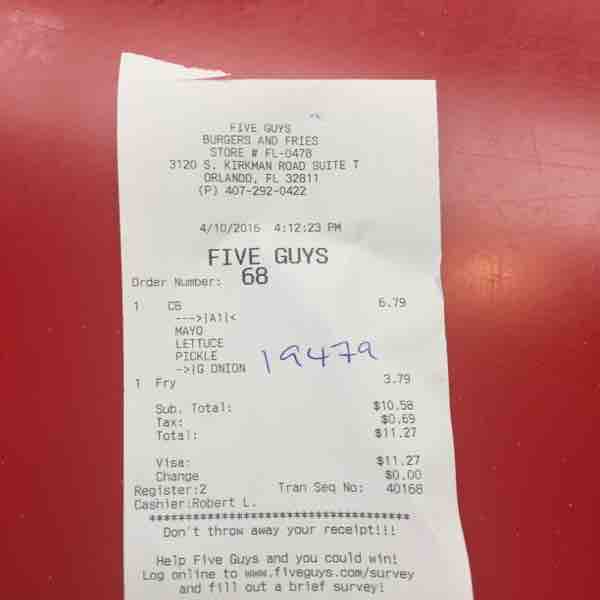 FIVE GUYS
BURGERS AND FRIES
STORE # FL-0478
3120 S. KIRKMAN ROAD SUITE T
ORLANDO, FL 32811
(P) 407-292-0422
4/10/2016 4:12:23 PM
FIVE GUYS
Order Number: 68
1 CB 6.79
--->|A1|<
MAYO
LETTUCE
PICKLE
->|G ONION
19479
1 Fry 3.79
Sub. Total: $10.58
Tax: $0.69
Total: $11.27
Visa: $11.27
Change $0.00
Register:2 Tran Seq No: 40168
Cashier:Robert L.
****************************************
Don't throw away your receipt!!!
Help Five Guys and you could win!
Log online to www.fiveguys.com/survey
and fill out a brief survey!